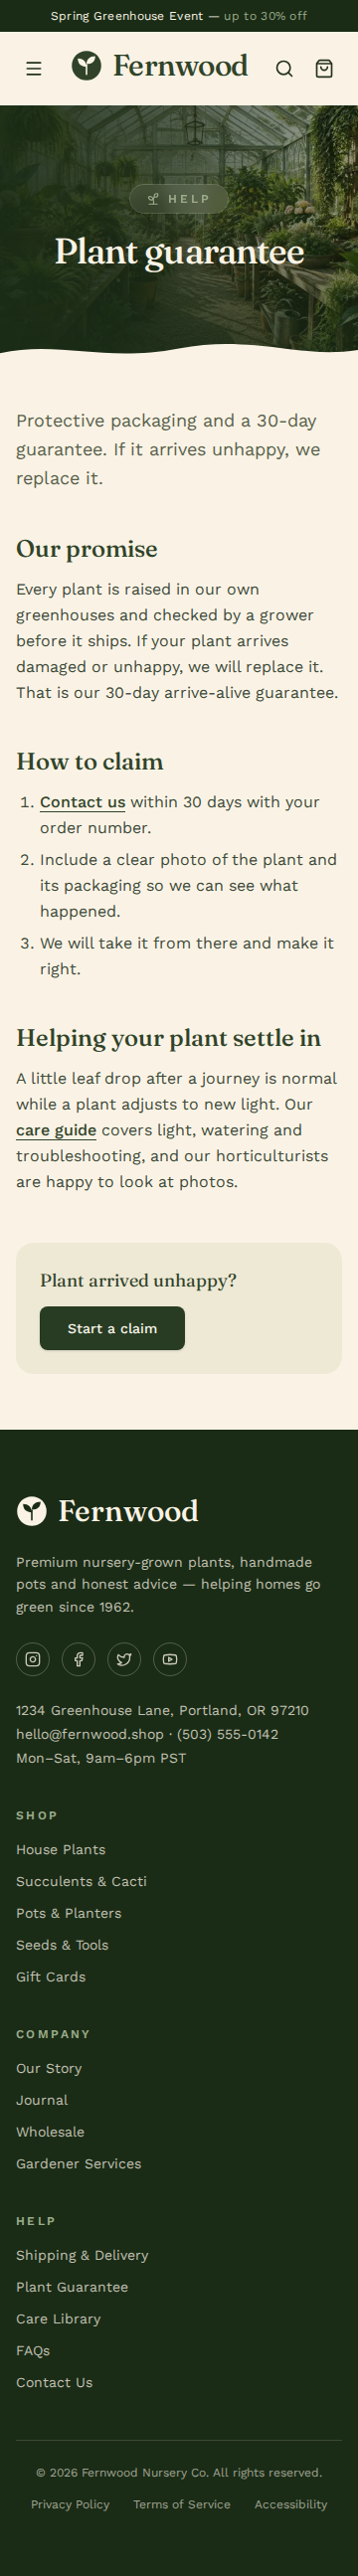 Spring Greenhouse Event — up to 30% off
Fernwood
HELP
Plant guarantee
Protective packaging and a 30-day
guarantee. If it arrives unhappy, we
replace it.
Our promise
Every plant is raised in our own
greenhouses and checked by a grower
before it ships. If your plant arrives
damaged or unhappy, we will replace it.
That is our 30-day arrive-alive guarantee.
How to claim
1. Contact us within 30 days with your
order number.
2. Include a clear photo of the plant and
its packaging so we can see what
happened.
3. We will take it from there and make it
right.
Helping your plant settle in
A little leaf drop after a journey is normal
while a plant adjusts to new light. Our
care guide covers light, watering and
troubleshooting, and our horticulturists
are happy to look at photos.
Plant arrived unhappy?
Start a claim
Fernwood
Premium nursery-grown plants, handmade
pots and honest advice — helping homes go
green since 1962.
1234 Greenhouse Lane, Portland, OR 97210
hello@fernwood.shop · (503) 555-0142
Mon–Sat, 9am–6pm PST
SHOP
House Plants
Succulents & Cacti
Pots & Planters
Seeds & Tools
Gift Cards
COMPANY
Our Story
Journal
Wholesale
Gardener Services
HELP
Shipping & Delivery
Plant Guarantee
Care Library
FAQs
Contact Us
© 2026 Fernwood Nursery Co. All rights reserved.
Privacy Policy Terms of Service Accessibility